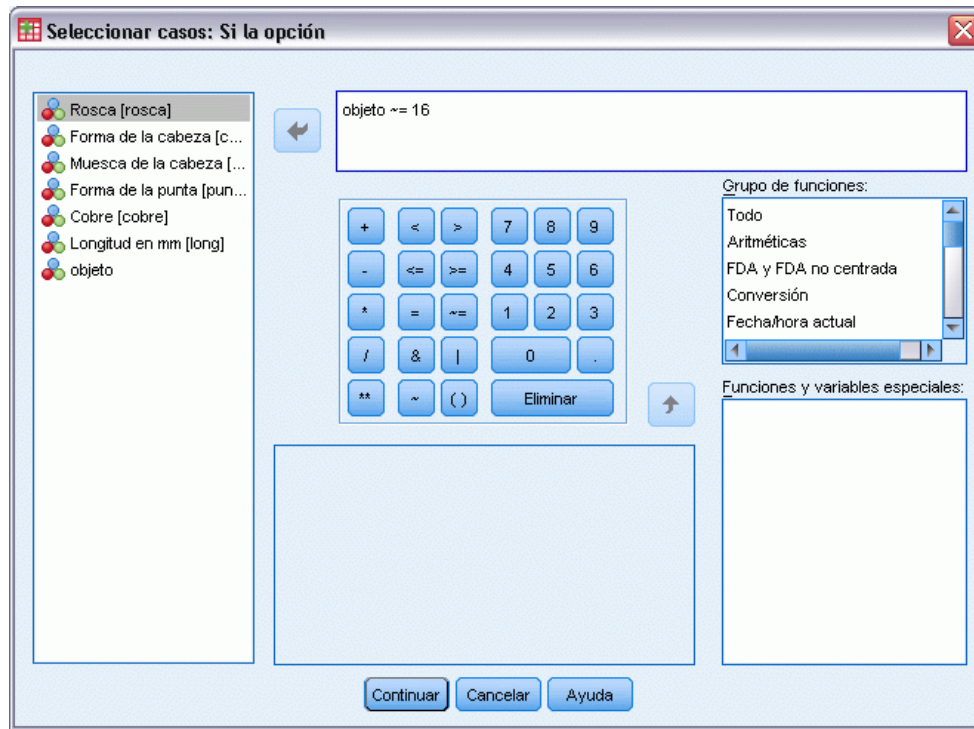 Seleccionar casos: Si la opción
Rosca [rosca]
Forma de la cabeza [c...
Muesca de la cabeza [...
Forma de la punta [pun...
Cobre [cobre]
Longitud en mm [long]
objeto
objeto ~= 16
+ < > 7 8 9
- <= >= 4 5 6
* = ~= 1 2 3
/ & | 0 .
** ~ ( ) Eliminar
Grupo de funciones:
Todo
Aritméticas
FDA y FDA no centrada
Conversión
Fecha/hora actual
Funciones y variables especiales:
Continuar Cancelar Ayuda